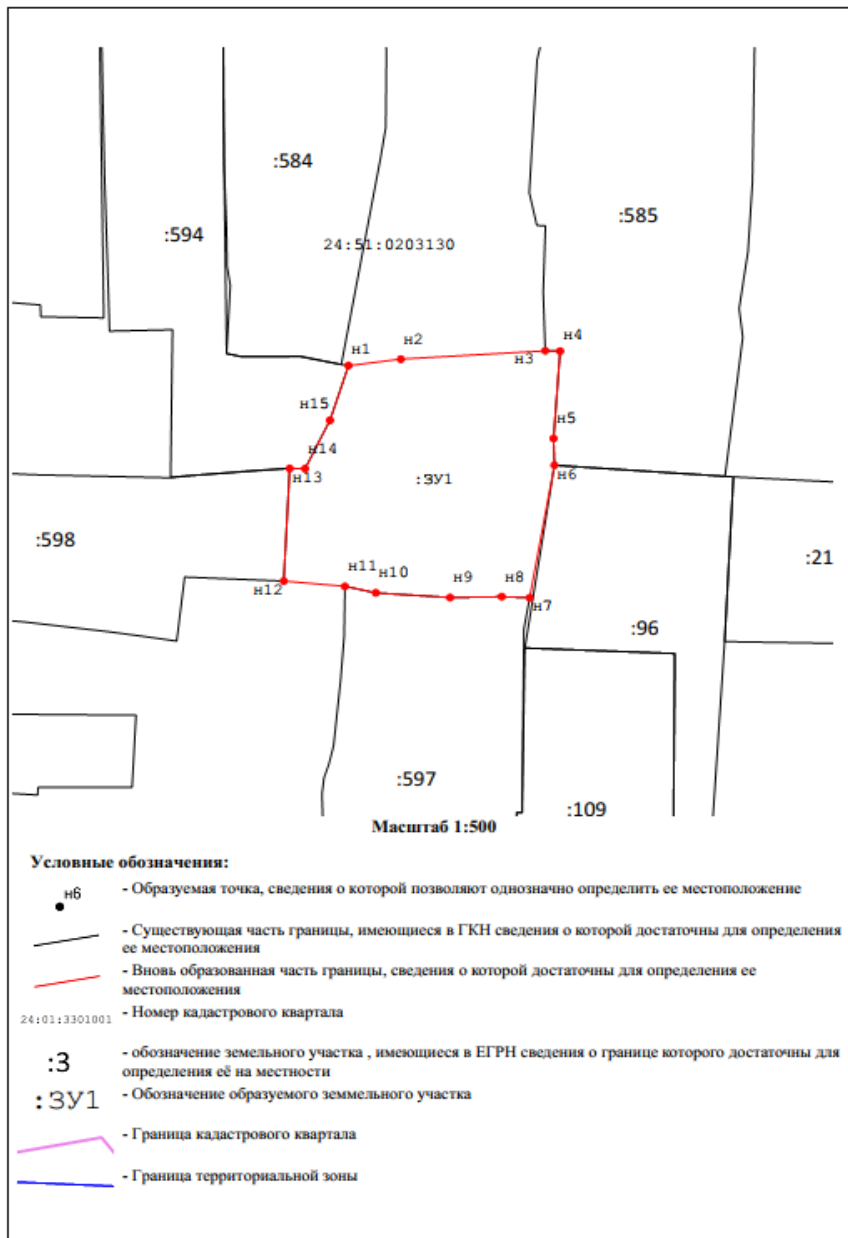 :584
:585
:594
24:51:0203130
н1
н2
н3
н4
н15
н5
н14
н13
:ЗУ1
н6
:598
:21
н12
н11
н10
н9
н8
н7
:96
:597
:109
Масштаб 1:500
Условные обозначения:
н6
- Образуемая точка, сведения о которой позволяют однозначно определить ее местоположение
- Существующая часть границы, имеющиеся в ГКН сведения о которой достаточны для определения
ее местоположения
- Вновь образованная часть границы, сведения о которой достаточны для определения ее
местоположения
24:01:3301001
- Номер кадастрового квартала
:3
- обозначение земельного участка , имеющиеся в ЕГРН сведения о границе которого достаточны для
определения её на местности
:ЗУ1
- Обозначение образуемого земмельного участка
- Граница кадастрового квартала
- Граница территориальной зоны